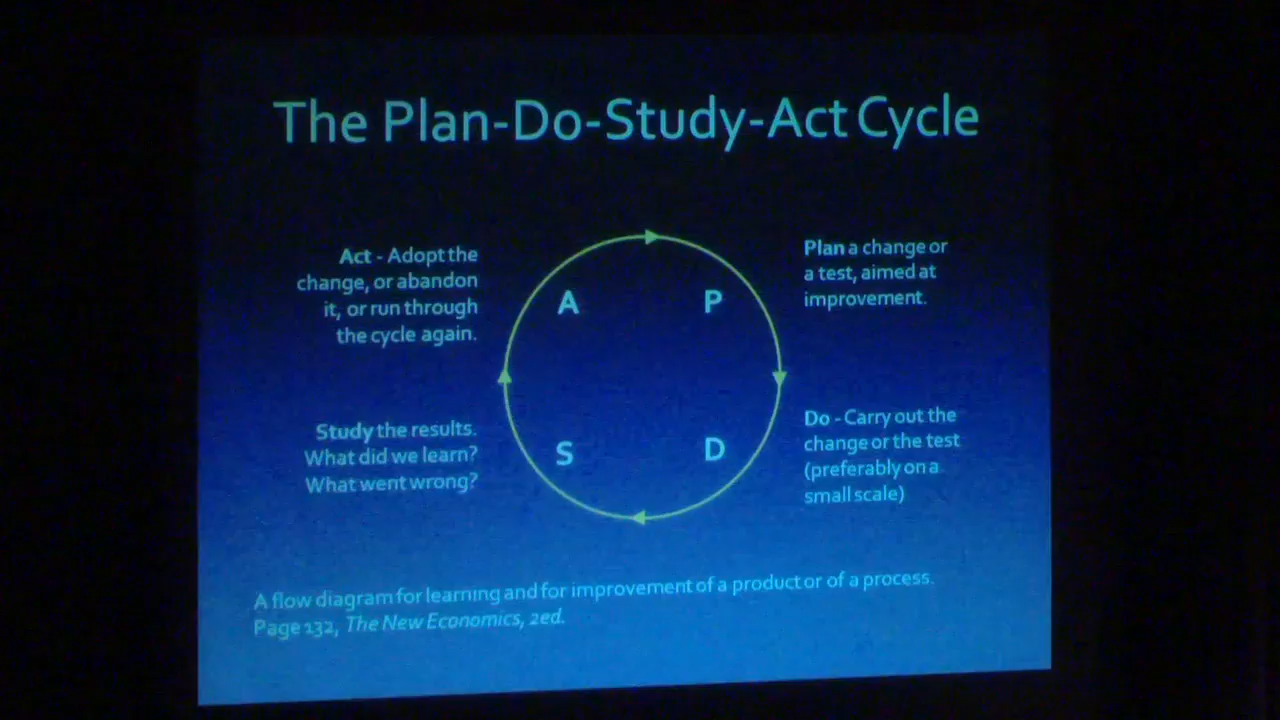 The Plan-Do-Study-Act Cycle
Act - Adopt the
change, or abandon
it, or run through
the cycle again.
A
P
Plan a change or
a test, aimed at
improvement.
Study the results.
What did we learn?
What went wrong?
S
D
Do - Carry out the
change or the test
(preferably on a
small scale)
A flow diagram for learning and for improvement of a product or of a process.
Page 132, The New Economics, 2ed.